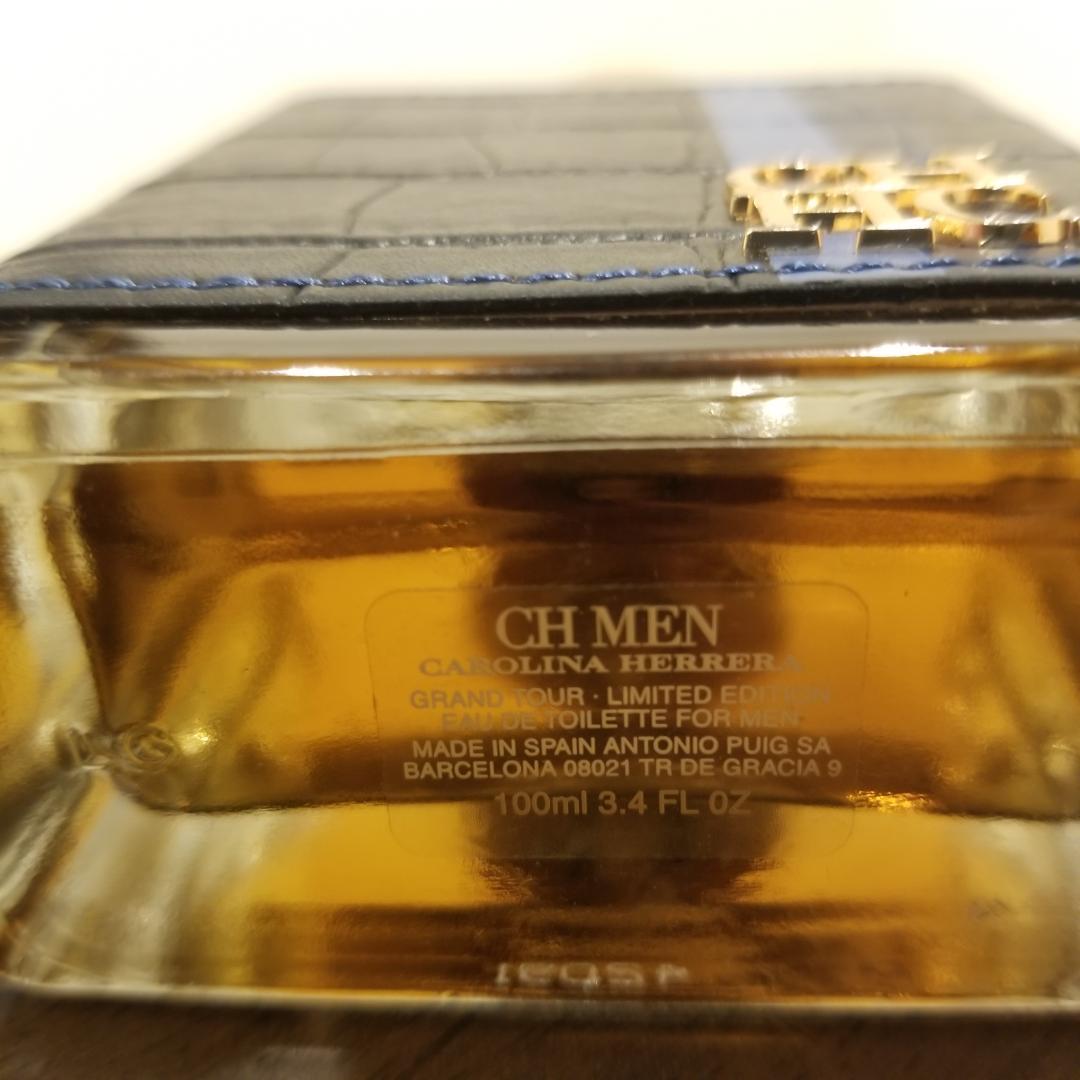 CH MEN
CAROLINA HERRERA
GRAND TOUR · LIMITED EDITION
EAU DE TOILETTE FOR MEN
MADE IN SPAIN ANTONIO PUIG SA
BARCELONA 08021 TR DE GRACIA 9
100ml 3.4 FL OZ